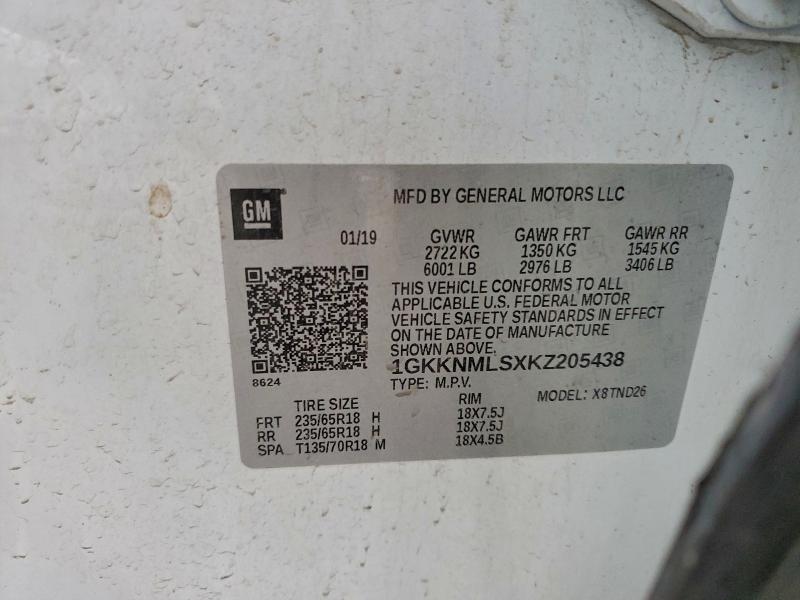 GM
MFD BY GENERAL MOTORS LLC
01/19 GVWR GAWR FRT GAWR RR
2722 KG 1350 KG 1545 KG
6001 LB 2976 LB 3406 LB
THIS VEHICLE CONFORMS TO ALL
APPLICABLE U.S. FEDERAL MOTOR
VEHICLE SAFETY STANDARDS IN EFFECT
ON THE DATE OF MANUFACTURE
SHOWN ABOVE.
1GKKNMLSXKZ205438
8624
TYPE: M.P.V. MODEL: X8TND26
TIRE SIZE RIM
FRT 235/65R18 H 18X7.5J
RR 235/65R18 H 18X7.5J
SPA T135/70R18 M 18X4.5B